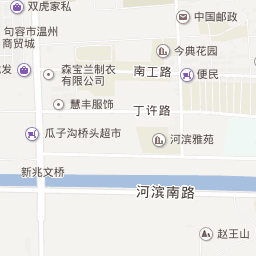 双虎家私
中国邮政
句容市温州
商贸城
今典花园
发
森宝兰制衣
有限公司
南工路
便民
慧丰服饰
丁许路
瓜子沟桥头超市
河滨雅苑
新兆文桥
河滨南路
赵王山